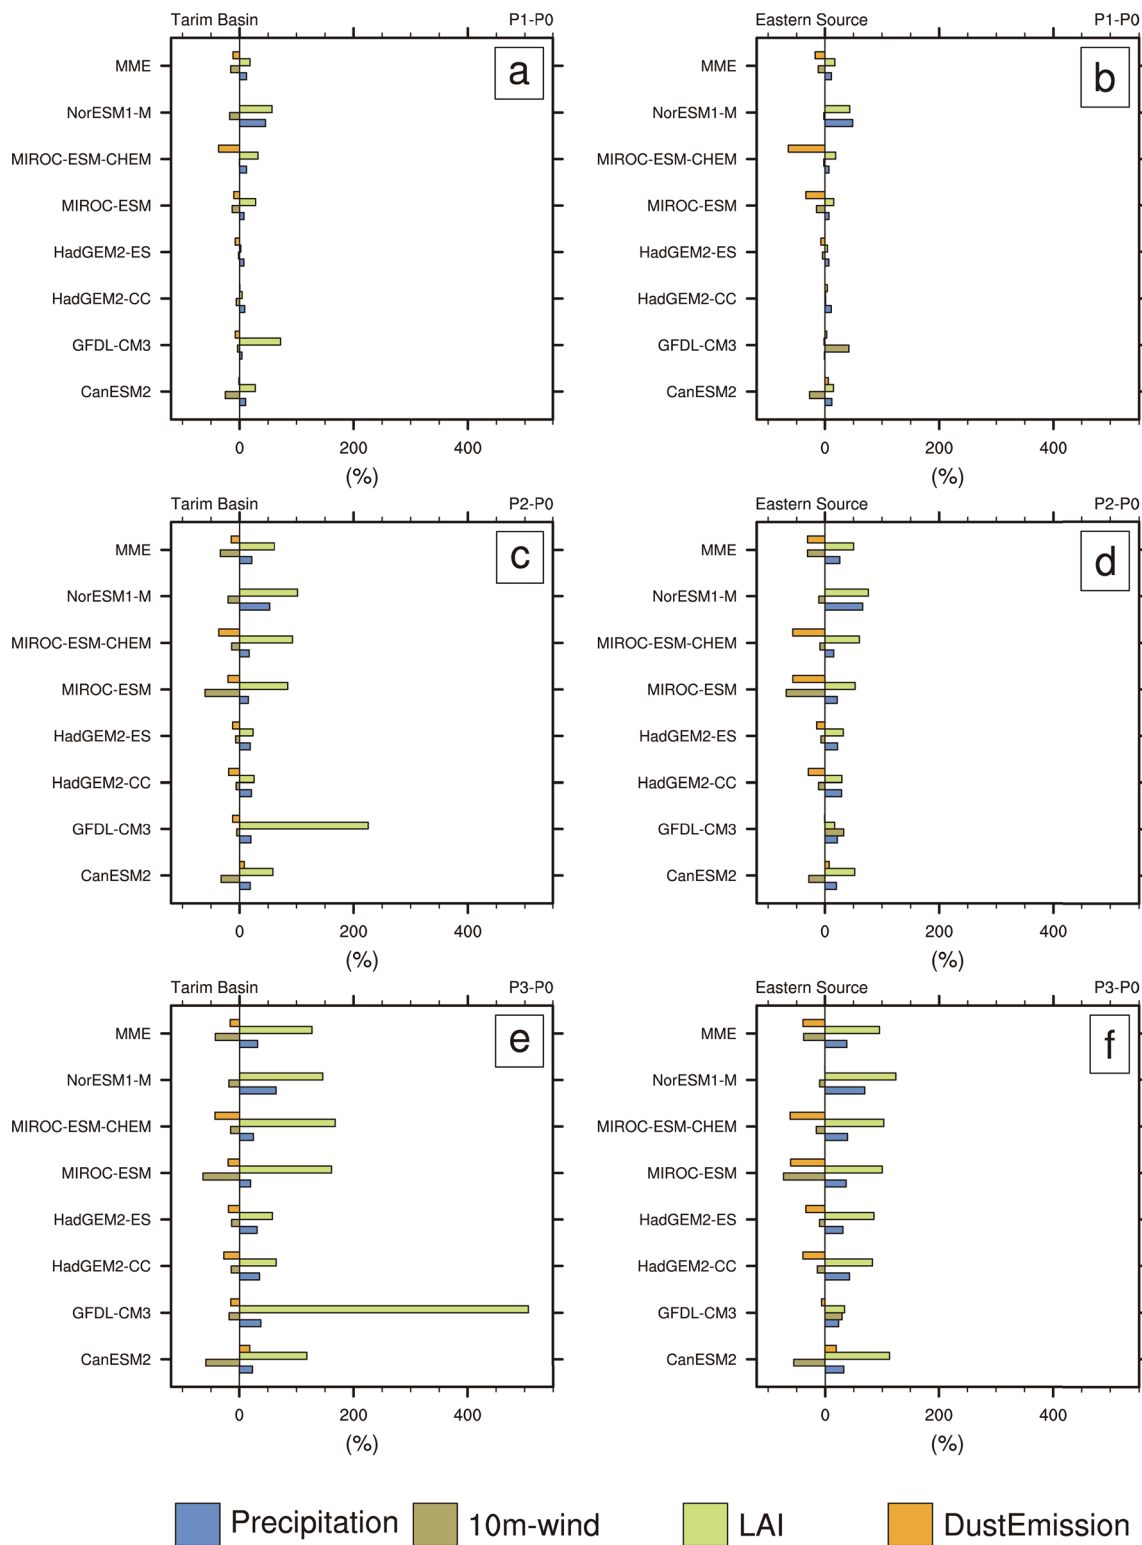 Tarim Basin P1-P0
a
MME
NorESM1-M
MIROC-ESM-CHEM
MIROC-ESM
HadGEM2-ES
HadGEM2-CC
GFDL-CM3
CanESM2
0 200 400
(%)
Eastern Source P1-P0
b
MME
NorESM1-M
MIROC-ESM-CHEM
MIROC-ESM
HadGEM2-ES
HadGEM2-CC
GFDL-CM3
CanESM2
0 200 400
(%)
Tarim Basin P2-P0
c
MME
NorESM1-M
MIROC-ESM-CHEM
MIROC-ESM
HadGEM2-ES
HadGEM2-CC
GFDL-CM3
CanESM2
0 200 400
(%)
Eastern Source P2-P0
d
MME
NorESM1-M
MIROC-ESM-CHEM
MIROC-ESM
HadGEM2-ES
HadGEM2-CC
GFDL-CM3
CanESM2
0 200 400
(%)
Tarim Basin P3-P0
e
MME
NorESM1-M
MIROC-ESM-CHEM
MIROC-ESM
HadGEM2-ES
HadGEM2-CC
GFDL-CM3
CanESM2
0 200 400
(%)
Eastern Source P3-P0
f
MME
NorESM1-M
MIROC-ESM-CHEM
MIROC-ESM
HadGEM2-ES
HadGEM2-CC
GFDL-CM3
CanESM2
0 200 400
(%)
Precipitation 10m-wind LAI DustEmission